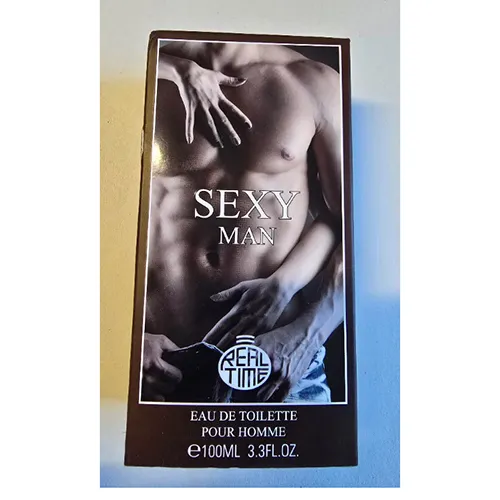 SEXY
MAN
REAL
TIME
EAU DE TOILETTE
POUR HOMME
℮100ML 3.3FL.OZ.